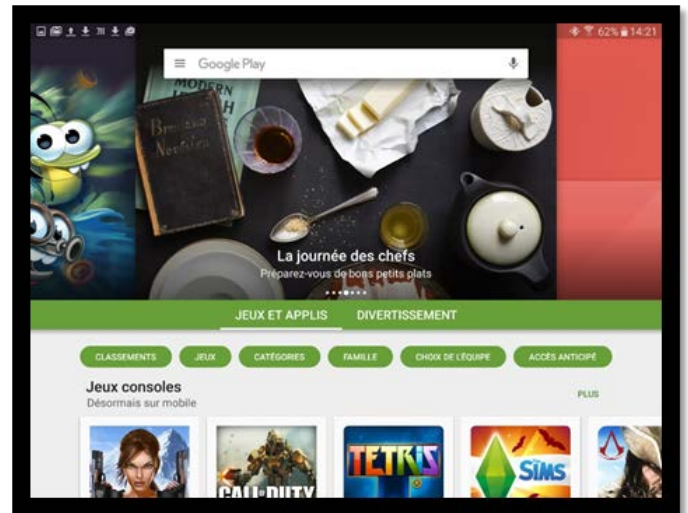 62% 14:21
Google Play
MODERN
La journée des chefs
Préparez-vous de bons petits plats
JEUX ET APPLIS DIVERTISSEMENT
CLASSEMENTS JEUX CATÉGORIES FAMILLE CHOIX DE L'ÉQUIPE ACCÈS ANTICIPÉ
Jeux consoles
PLUS
Désormais sur mobile
CALL OF DUTY
TETRIS
THE SIMS